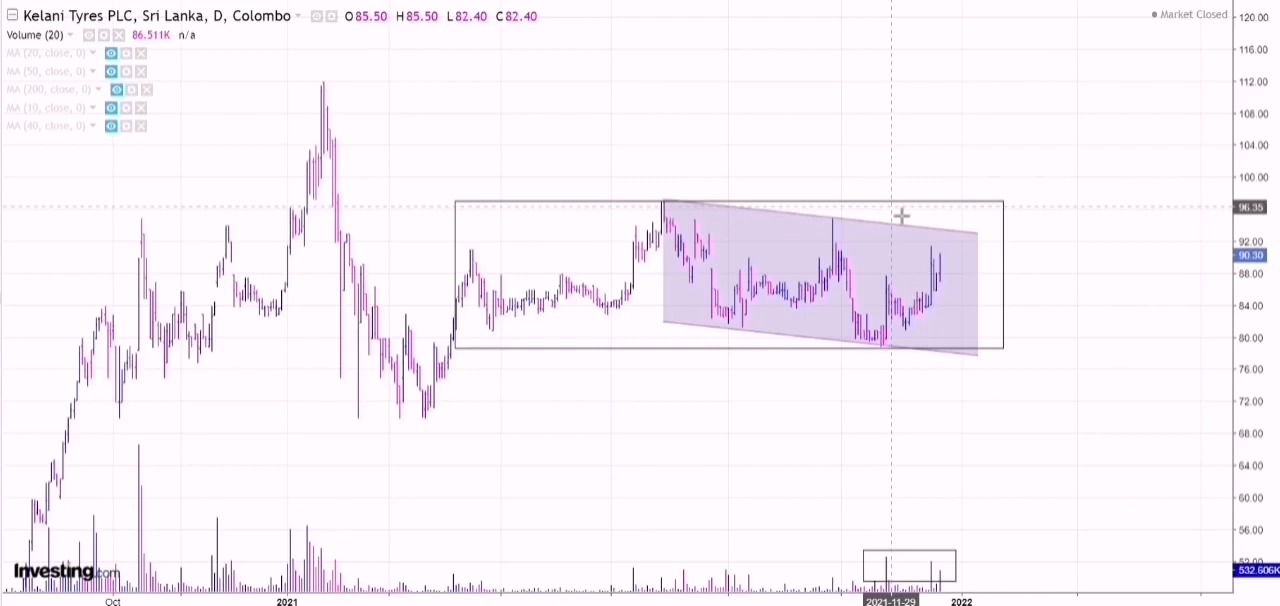 Kelani Tyres PLC, Sri Lanka, D, Colombo O85.50 H85.50 L82.40 C82.40
Market Closed
Volume (20) 86.511K n/a
MA (20, close, 0)
MA (50, close, 0)
MA (200, close, 0)
MA (10, close, 0)
MA (40, close, 0)
120.00
116.00
112.00
108.00
104.00
100.00
96.35
92.00
90.30
88.00
84.00
80.00
76.00
72.00
68.00
64.00
60.00
56.00
532.606K
Investing.com
Oct 2021 2021-11-29 2022